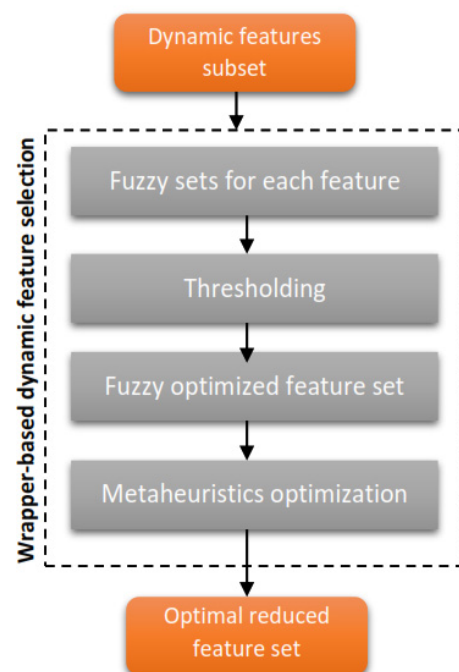 Dynamic features
subset
Wrapper-based dynamic feature selection
Fuzzy sets for each feature
Thresholding
Fuzzy optimized feature set
Metaheuristics optimization
Optimal reduced
feature set